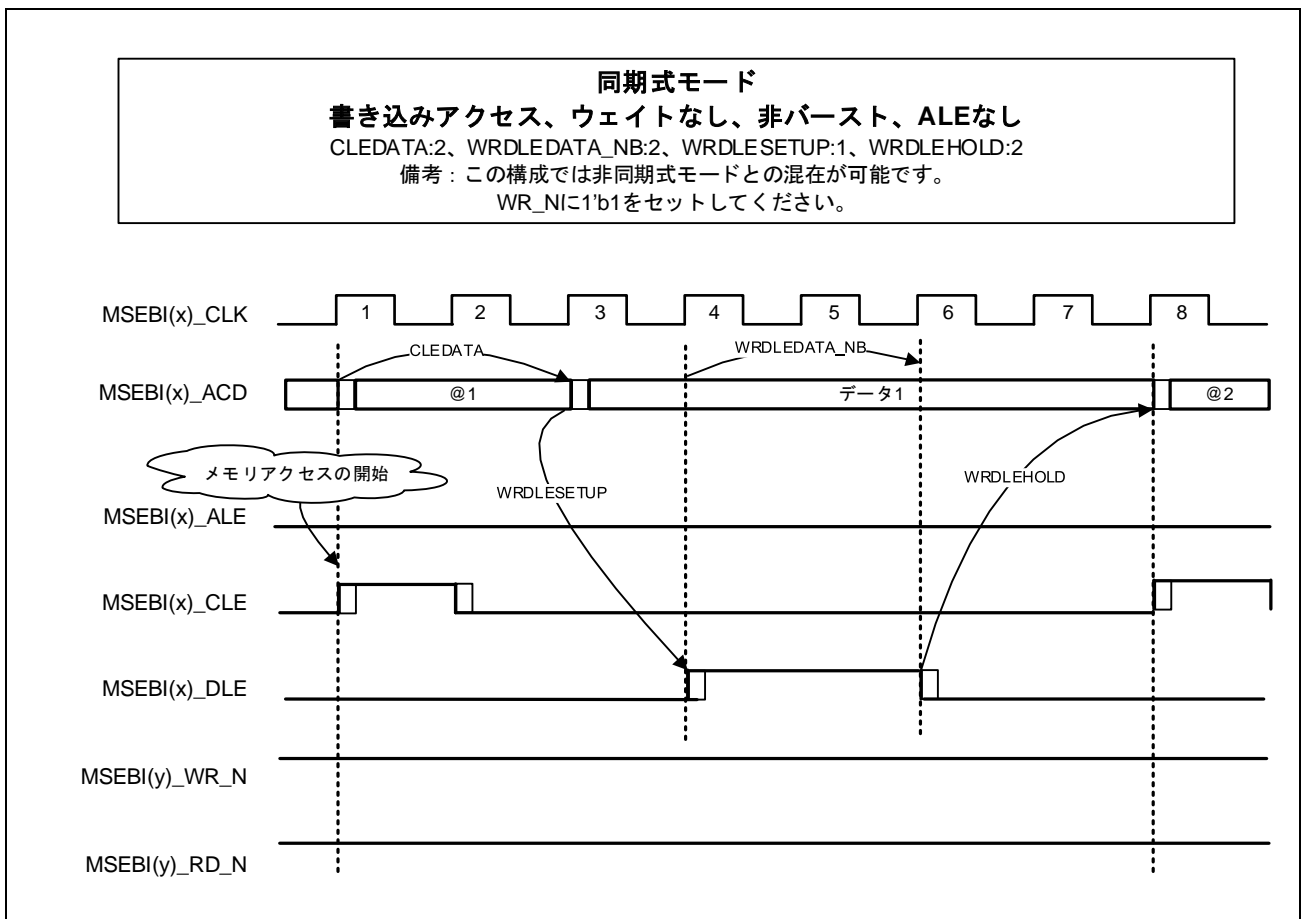 同期式モード
書き込みアクセス、ウェイトなし、非バースト、ALEなし
CLEDATA:2、WRDLEDATA_NB:2、WRDLESETUP:1、WRDLEHOLD:2
備考：この構成では非同期式モードとの混在が可能です。
WR_Nに1'b1をセットしてください。
MSEBI(x)_CLK
1 2 3 4 5 6 7 8
CLEDATA
WRDLEDATA_NB
MSEBI(x)_ACD
@1
データ1
@2
メモリアクセスの開始
WRDLESETUP
WRDLEHOLD
MSEBI(x)_ALE
MSEBI(x)_CLE
MSEBI(x)_DLE
MSEBI(y)_WR_N
MSEBI(y)_RD_N